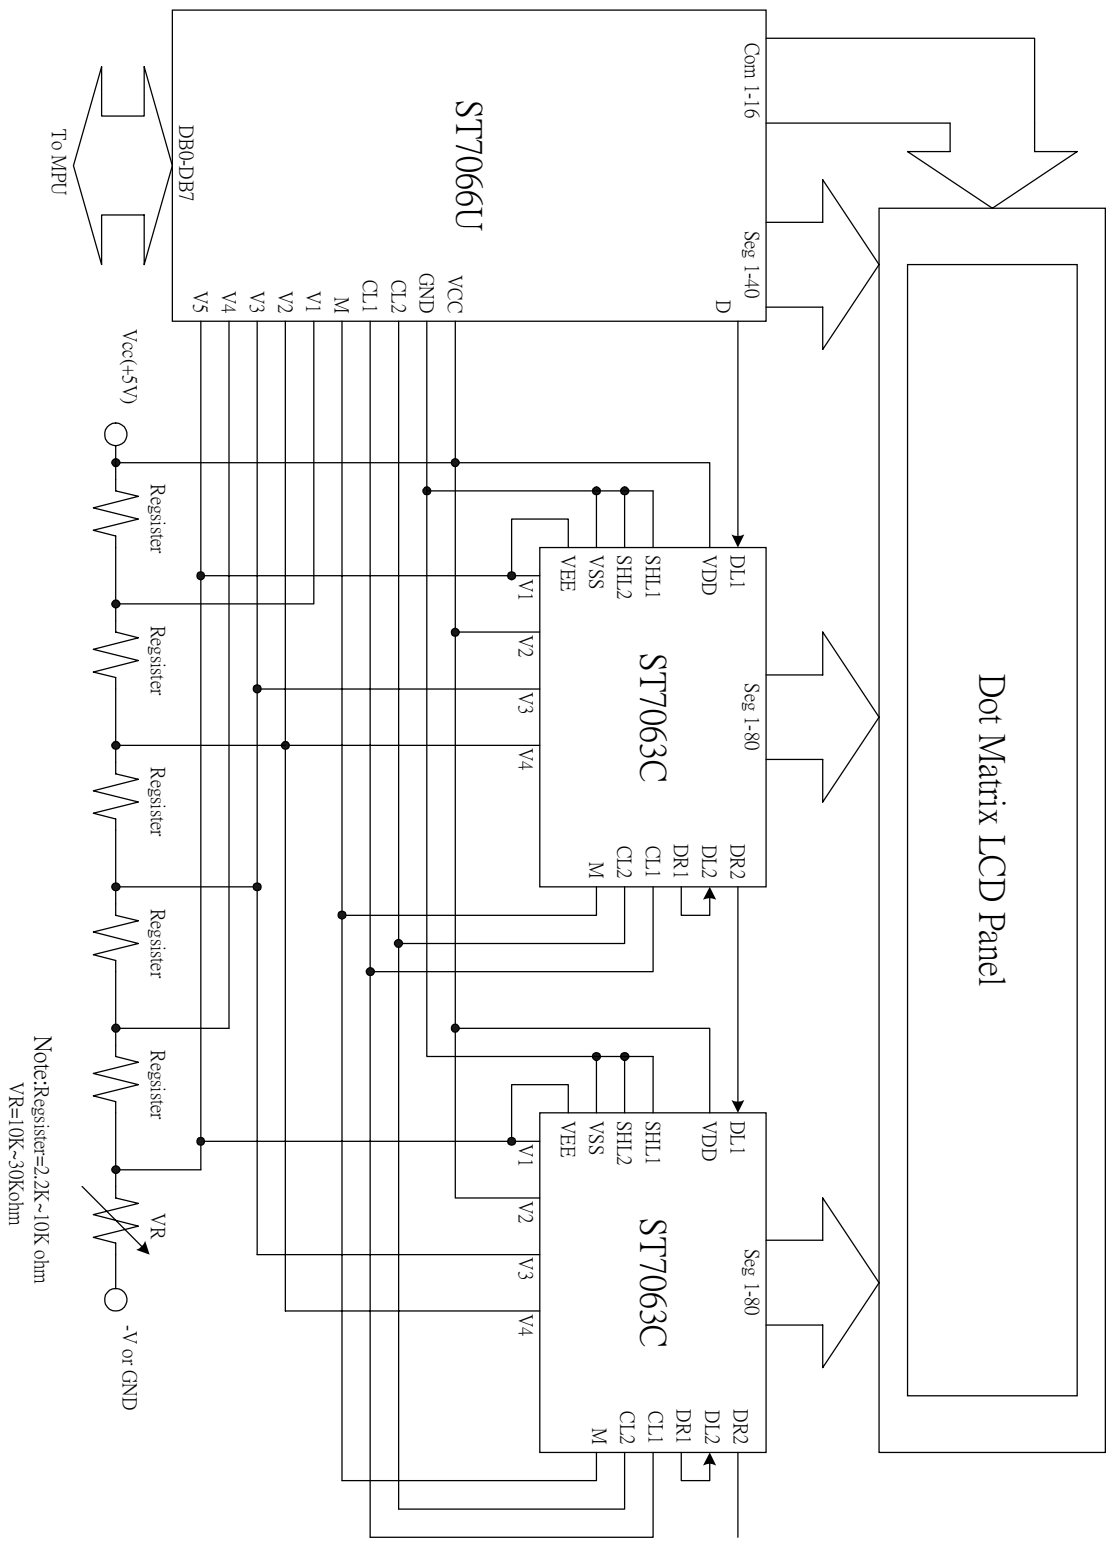 Dot Matrix LCD Panel
Com 1-16
Seg 1-40
D
ST7066U
DB0-DB7
To MPU
VCC
GND
CL2
CL1
M
V1
V2
V3
V4
V5
Seg 1-80
DL1
VDD
SHL1
SHL2
VSS
VEE
V1
V2
V3
V4
ST7063C
DR2
DL2
DR1
CL1
CL2
M
Seg 1-80
DL1
VDD
SHL1
SHL2
VSS
VEE
V1
V2
V3
V4
ST7063C
DR2
DL2
DR1
CL1
CL2
M
Vcc(+5V)
Regsister
Regsister
Regsister
Regsister
Regsister
VR
-V or GND
Note:Regsister=2.2K~10K ohm
VR=10K~30Kohm